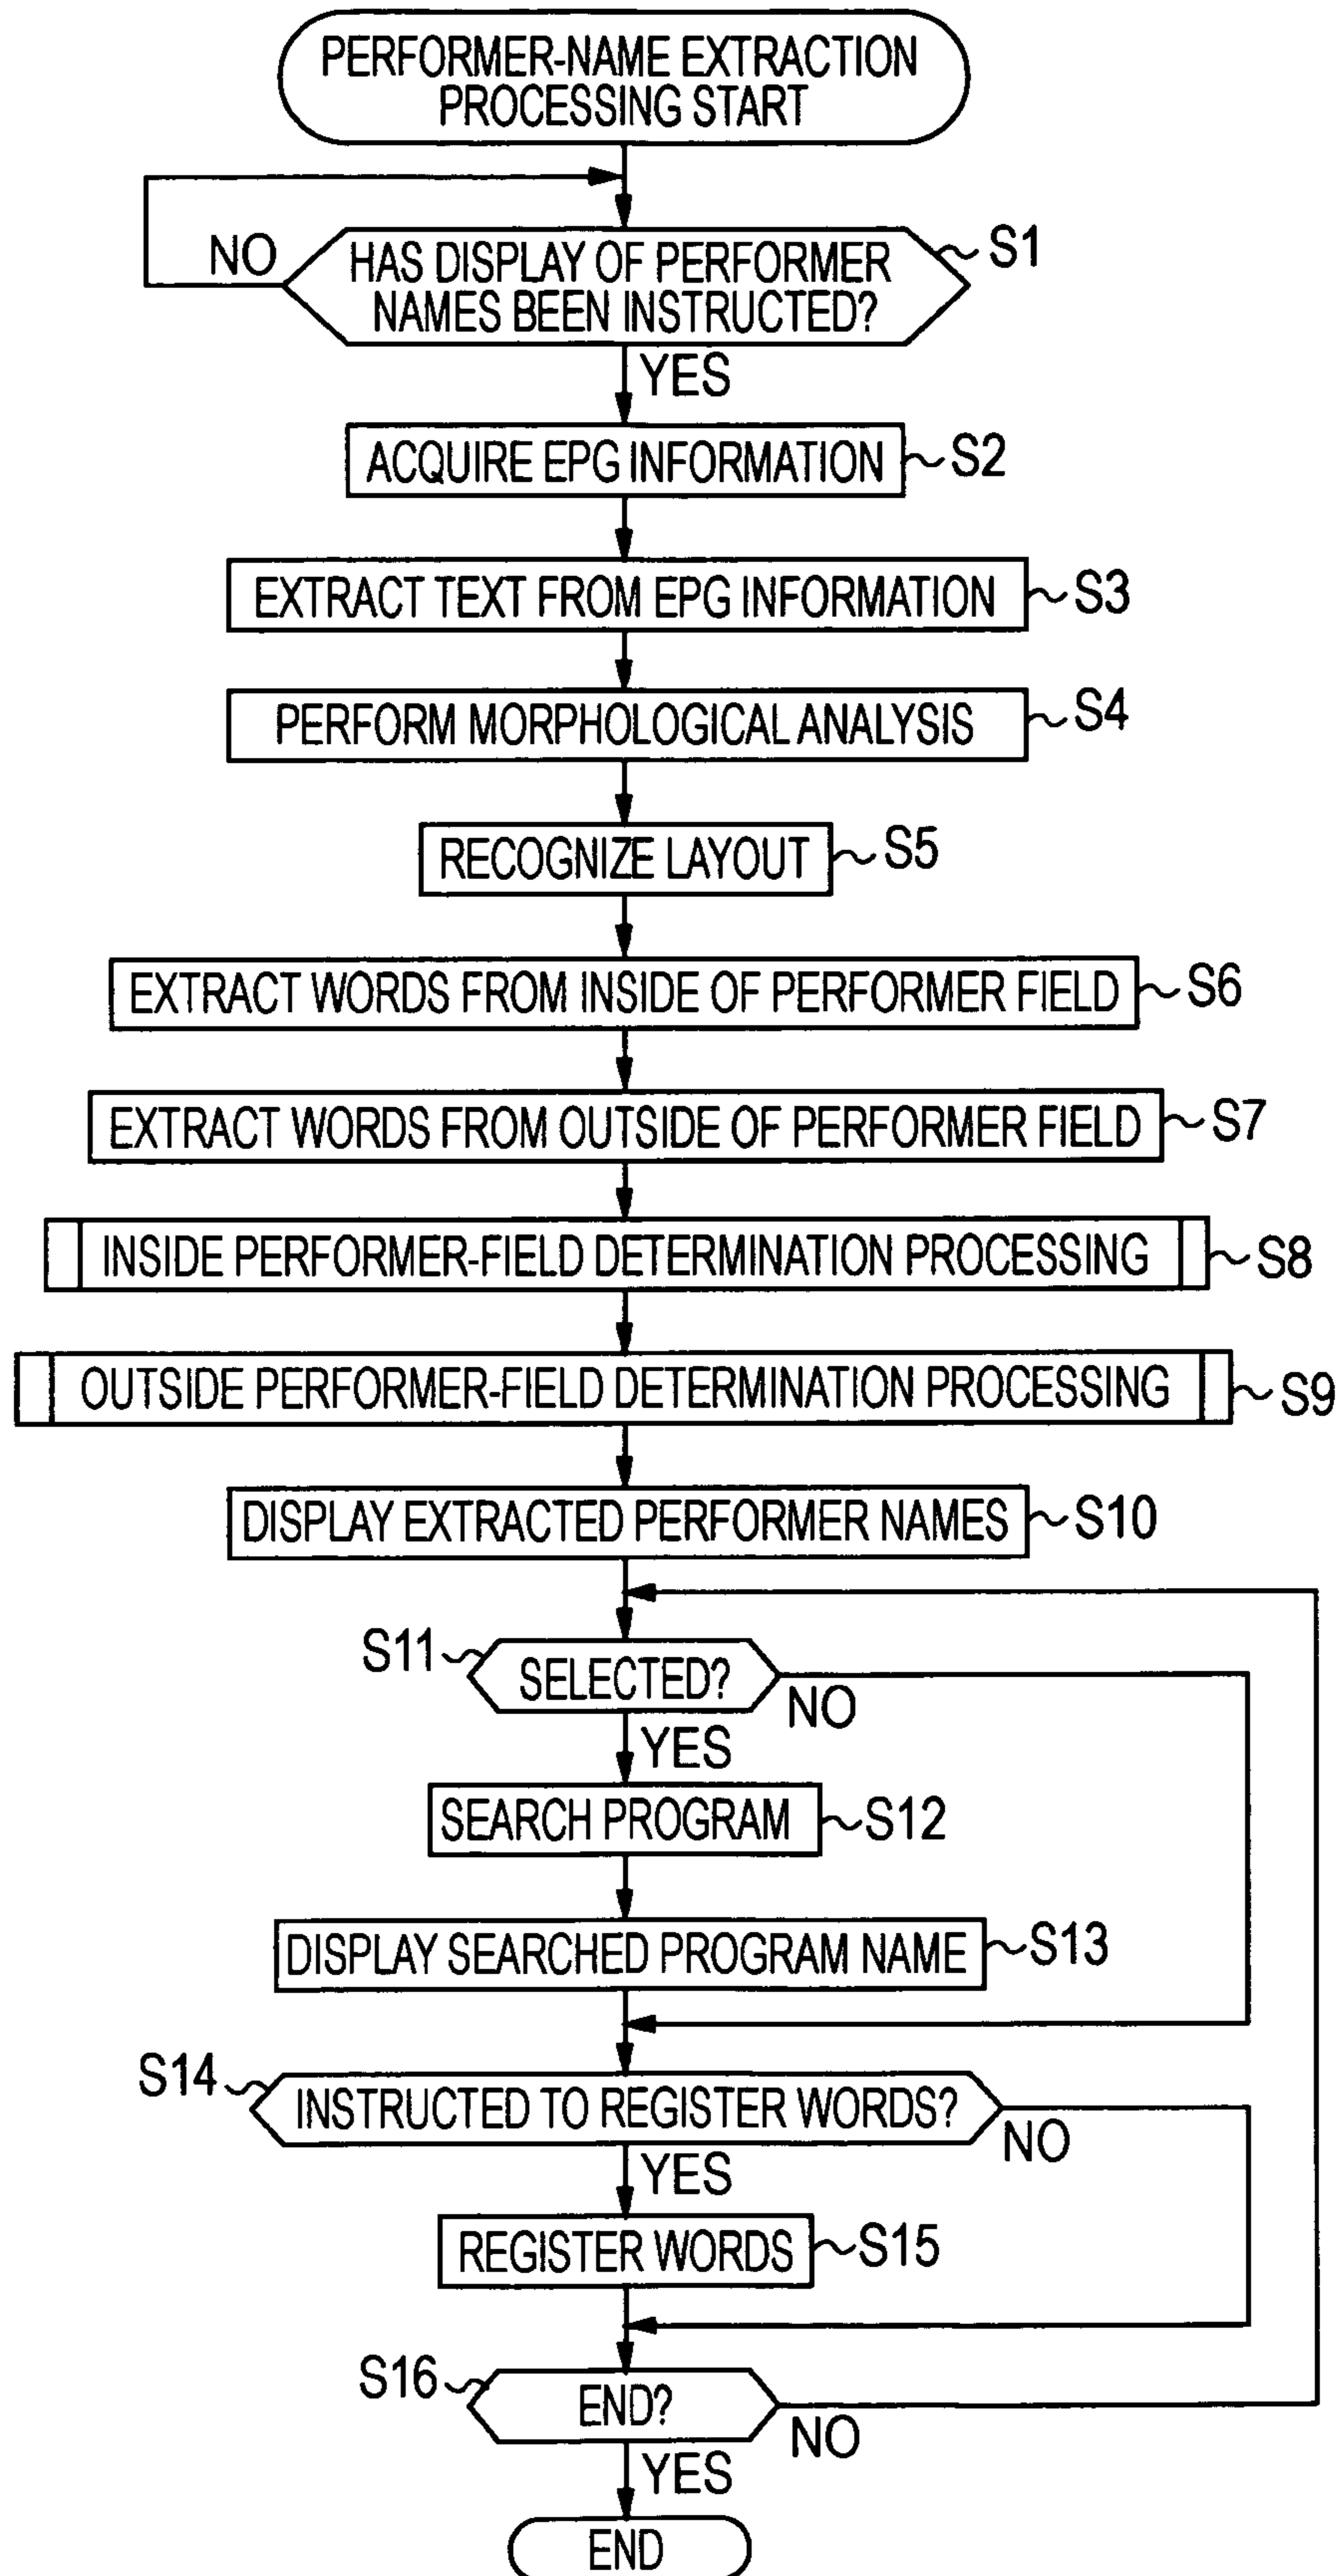 PERFORMER-NAME EXTRACTION
PROCESSING START
NO
HAS DISPLAY OF PERFORMER
NAMES BEEN INSTRUCTED?
S1
YES
ACQUIRE EPG INFORMATION
S2
EXTRACT TEXT FROM EPG INFORMATION
S3
PERFORM MORPHOLOGICAL ANALYSIS
S4
RECOGNIZE LAYOUT
S5
EXTRACT WORDS FROM INSIDE OF PERFORMER FIELD
S6
EXTRACT WORDS FROM OUTSIDE OF PERFORMER FIELD
S7
INSIDE PERFORMER-FIELD DETERMINATION PROCESSING
S8
OUTSIDE PERFORMER-FIELD DETERMINATION PROCESSING
S9
DISPLAY EXTRACTED PERFORMER NAMES
S10
S11
SELECTED?
NO
YES
SEARCH PROGRAM
S12
DISPLAY SEARCHED PROGRAM NAME
S13
S14
INSTRUCTED TO REGISTER WORDS?
NO
YES
REGISTER WORDS
S15
S16
END?
NO
YES
END